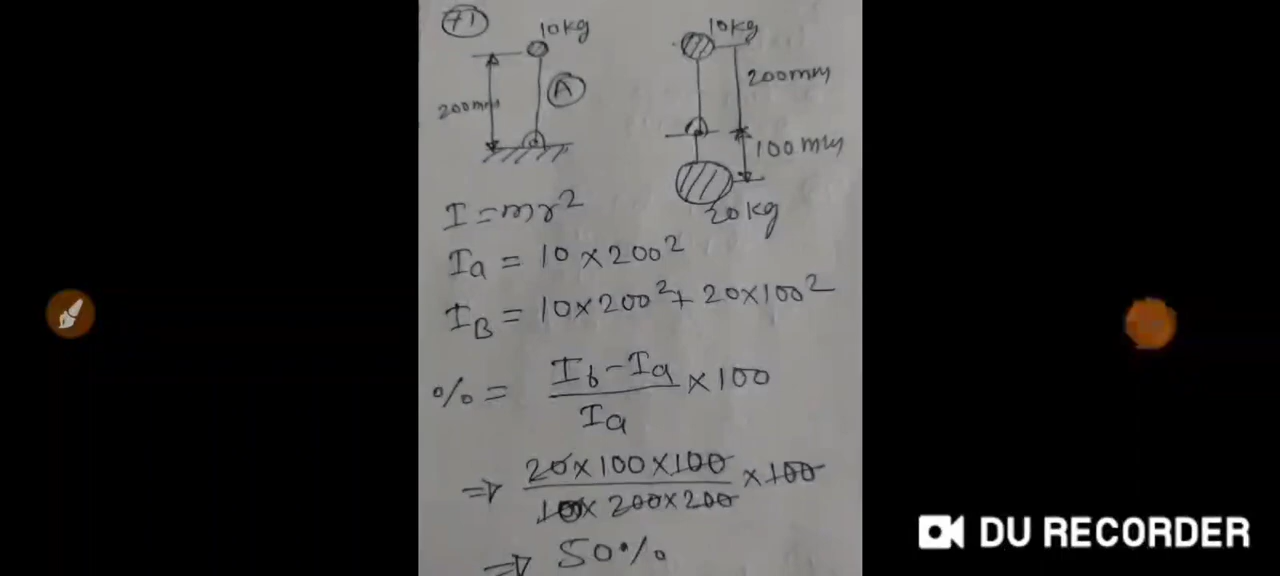 71
10kg
10kg
200mm
A
200mm
100mm
20kg
I = mr²
Ia = 10 × 200²
IB = 10×200² + 20×100²
% = Ib - Ia / Ia × 100
⇒ 20×100×100 / 10× 200×200 × 100
⇒ 50%
DU RECORDER